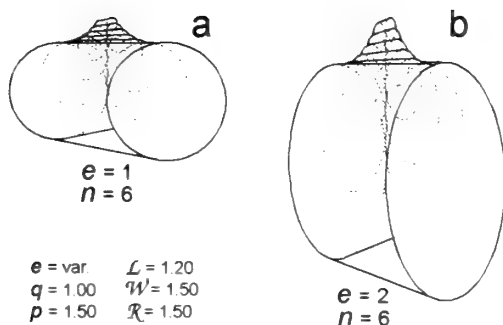 a
b
e = 1
n = 6
e = var. ℒ = 1.20
q = 1.00 𝒲 = 1.50
p = 1.50 ℛ = 1.50
e = 2
n = 6